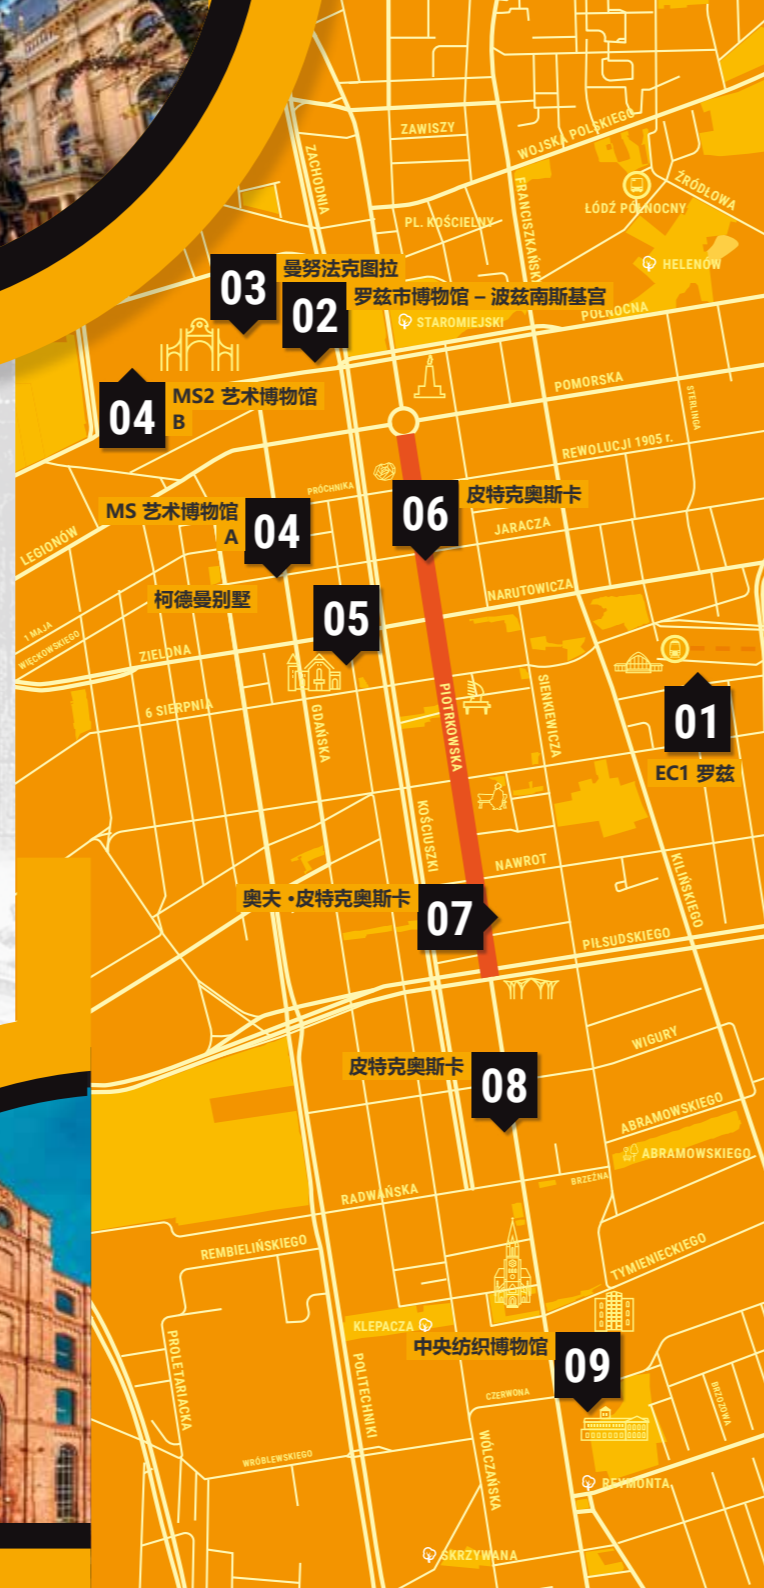 ZAWISZY
WOJSKA POLSKIEGO
ZACHODNIA
FRANCISZKAŃSK
ŹRÓDŁOWA
ŁÓDŹ PÓŁNOCNY
PL. KOŚCIELNY
HELENÓW
03
曼努法克图拉
02
罗兹市博物馆 – 波兹南斯基宫
STAROMIEJSKI
PÓŁNOCNA
POMORSKA
STERLINGA
04
MS2 艺术博物馆
B
REWOLUCJI 1905 r.
PRÓCHNIKA
06
皮特克奥斯卡
MS 艺术博物馆
A
04
JARACZA
LEGIONÓW
NARUTOWICZA
柯德曼别墅
05
1 MAJA
WIĘCKOWSKIEGO
ZIELONA
6 SIERPNIA
GDAŃSKA
PIOTRKOWSKA
SIENKIEWICZA
01
EC1 罗兹
KOŚCIUSZKI
NAWROT
KILIŃSKIEGO
奥夫 •皮特克奥斯卡
07
PIŁSUDSKIEGO
WIGURY
皮特克奥斯卡
08
ABRAMOWSKIEGO
ABRAMOWSKIEGO
BRZEŹNA
RADWAŃSKA
REMBIELIŃSKIEGO
TYMIENIECKIEGO
KLEPACZA
中央纺织博物馆
09
PROLETARIACKA
POLITECHNIKI
CZERWONA
BRZOZOWA
WRÓBLEWSKIEGO
WÓLCZAŃSKA
REYMONTA
SKRZYWANA